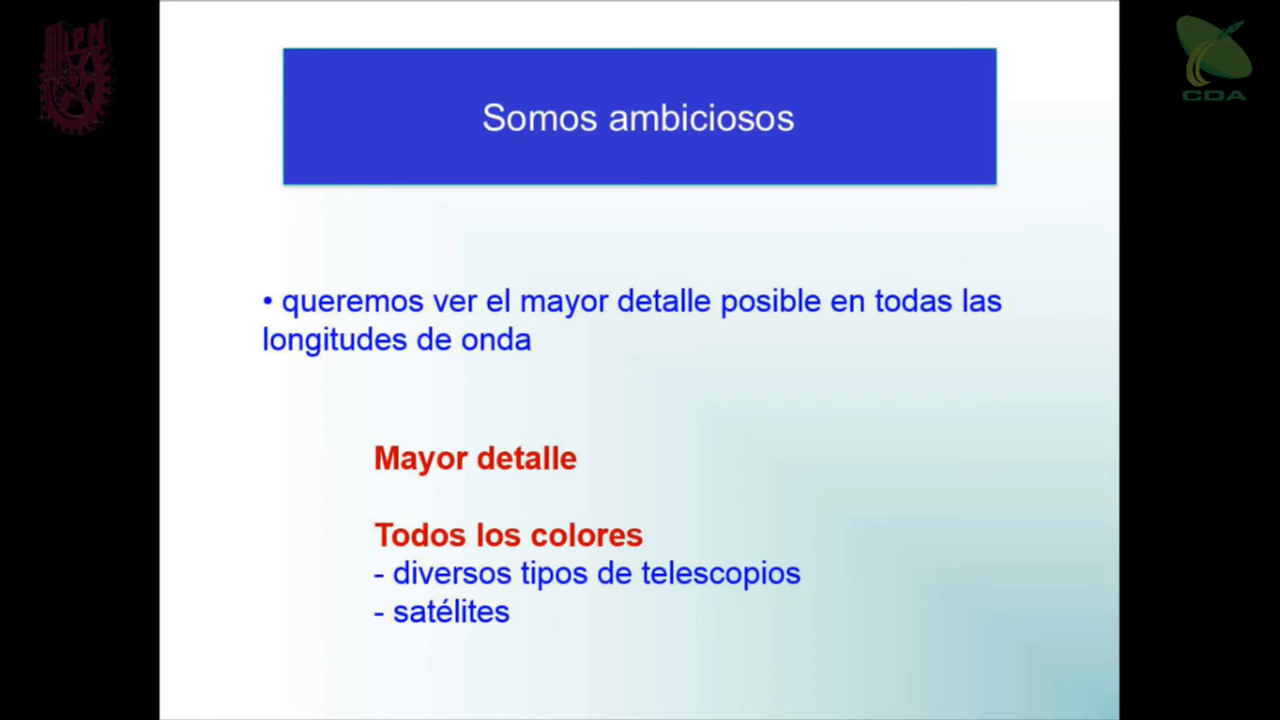 IPN
CDA
Somos ambiciosos
• queremos ver el mayor detalle posible en todas las
longitudes de onda
Mayor detalle
Todos los colores
- diversos tipos de telescopios
- satélites